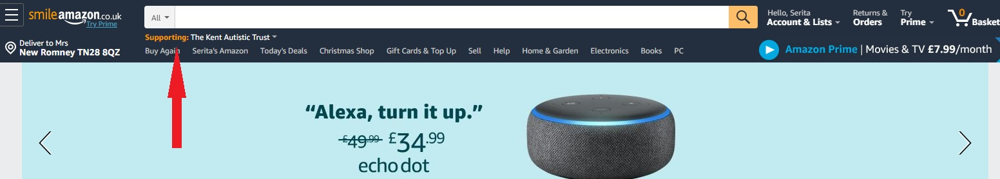 smileamazon.co.uk
Try Prime
All
Hello, Serita
Account & Lists
Returns &
Orders
Try
Prime
0
Basket
Deliver to Mrs
New Romney TN28 8QZ
Supporting: The Kent Autistic Trust
Buy Again
Serita's Amazon
Today's Deals
Christmas Shop
Gift Cards & Top Up
Sell
Help
Home & Garden
Electronics
Books
PC
Amazon Prime | Movies & TV £7.99/month
“Alexa, turn it up.”
£49.99 £34.99
echo dot